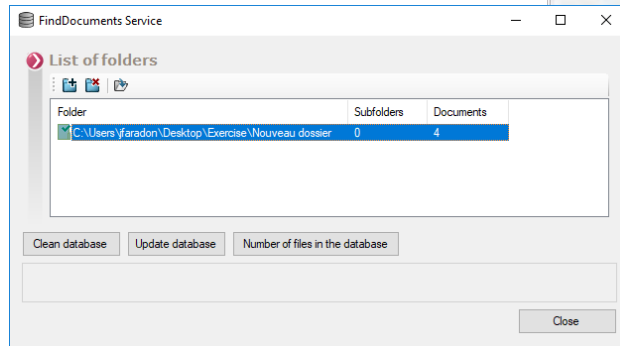 FindDocuments Service
List of folders
Folder Subfolders Documents
C:\Users\jfaradon\Desktop\Exercise\Nouveau dossier 0 4
Clean database Update database Number of files in the database
Close